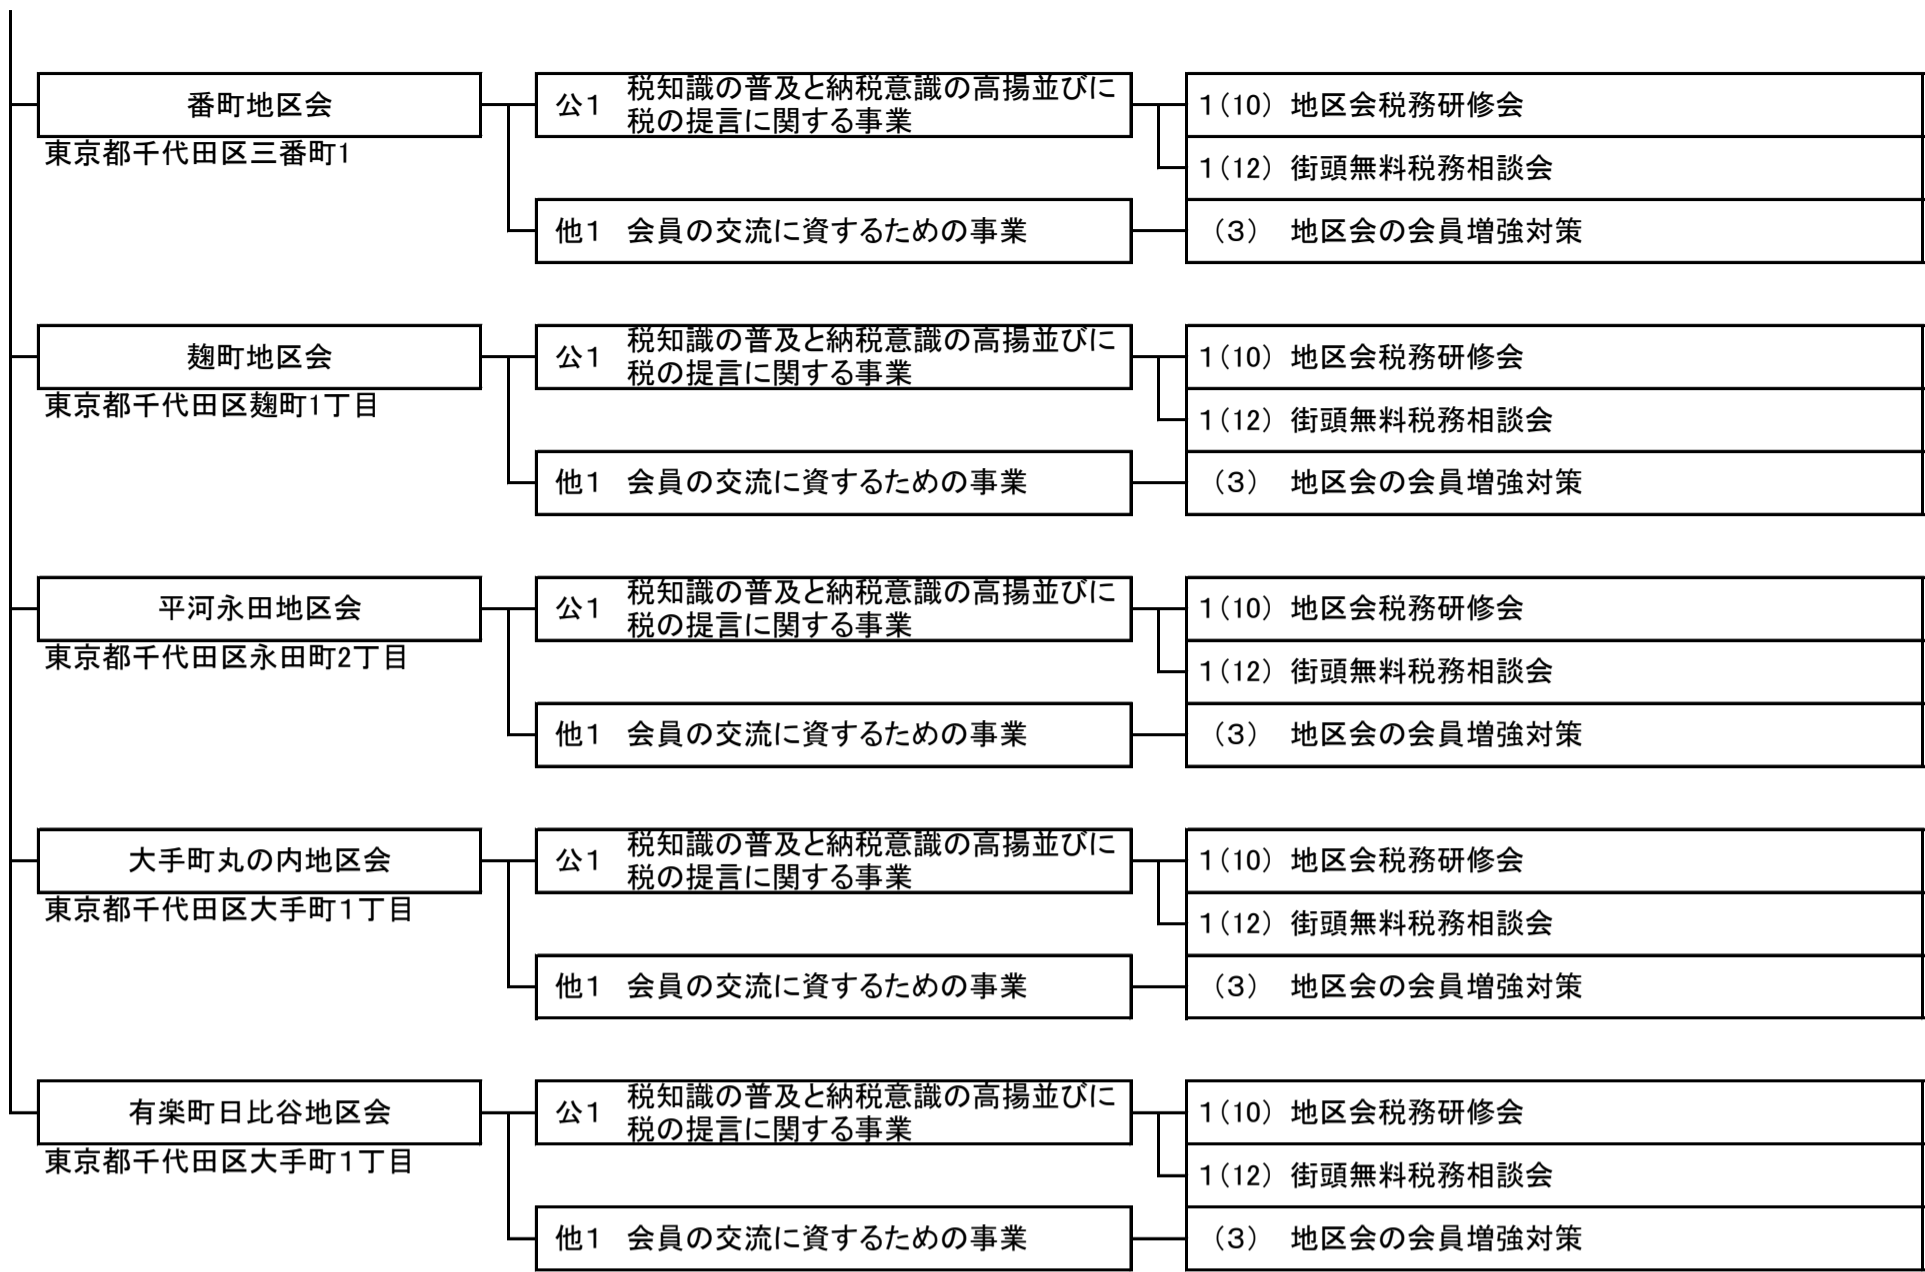 番町地区会
公1 税知識の普及と納税意識の高揚並びに
税の提言に関する事業
1(10) 地区会税務研修会
東京都千代田区三番町1
1(12) 街頭無料税務相談会
他1 会員の交流に資するための事業
(3) 地区会の会員増強対策
麹町地区会
公1 税知識の普及と納税意識の高揚並びに
税の提言に関する事業
1(10) 地区会税務研修会
東京都千代田区麹町1丁目
1(12) 街頭無料税務相談会
他1 会員の交流に資するための事業
(3) 地区会の会員増強対策
平河永田地区会
公1 税知識の普及と納税意識の高揚並びに
税の提言に関する事業
1(10) 地区会税務研修会
東京都千代田区永田町2丁目
1(12) 街頭無料税務相談会
他1 会員の交流に資するための事業
(3) 地区会の会員増強対策
大手町丸の内地区会
公1 税知識の普及と納税意識の高揚並びに
税の提言に関する事業
1(10) 地区会税務研修会
東京都千代田区大手町1丁目
1(12) 街頭無料税務相談会
他1 会員の交流に資するための事業
(3) 地区会の会員増強対策
有楽町日比谷地区会
公1 税知識の普及と納税意識の高揚並びに
税の提言に関する事業
1(10) 地区会税務研修会
東京都千代田区大手町1丁目
1(12) 街頭無料税務相談会
他1 会員の交流に資するための事業
(3) 地区会の会員増強対策